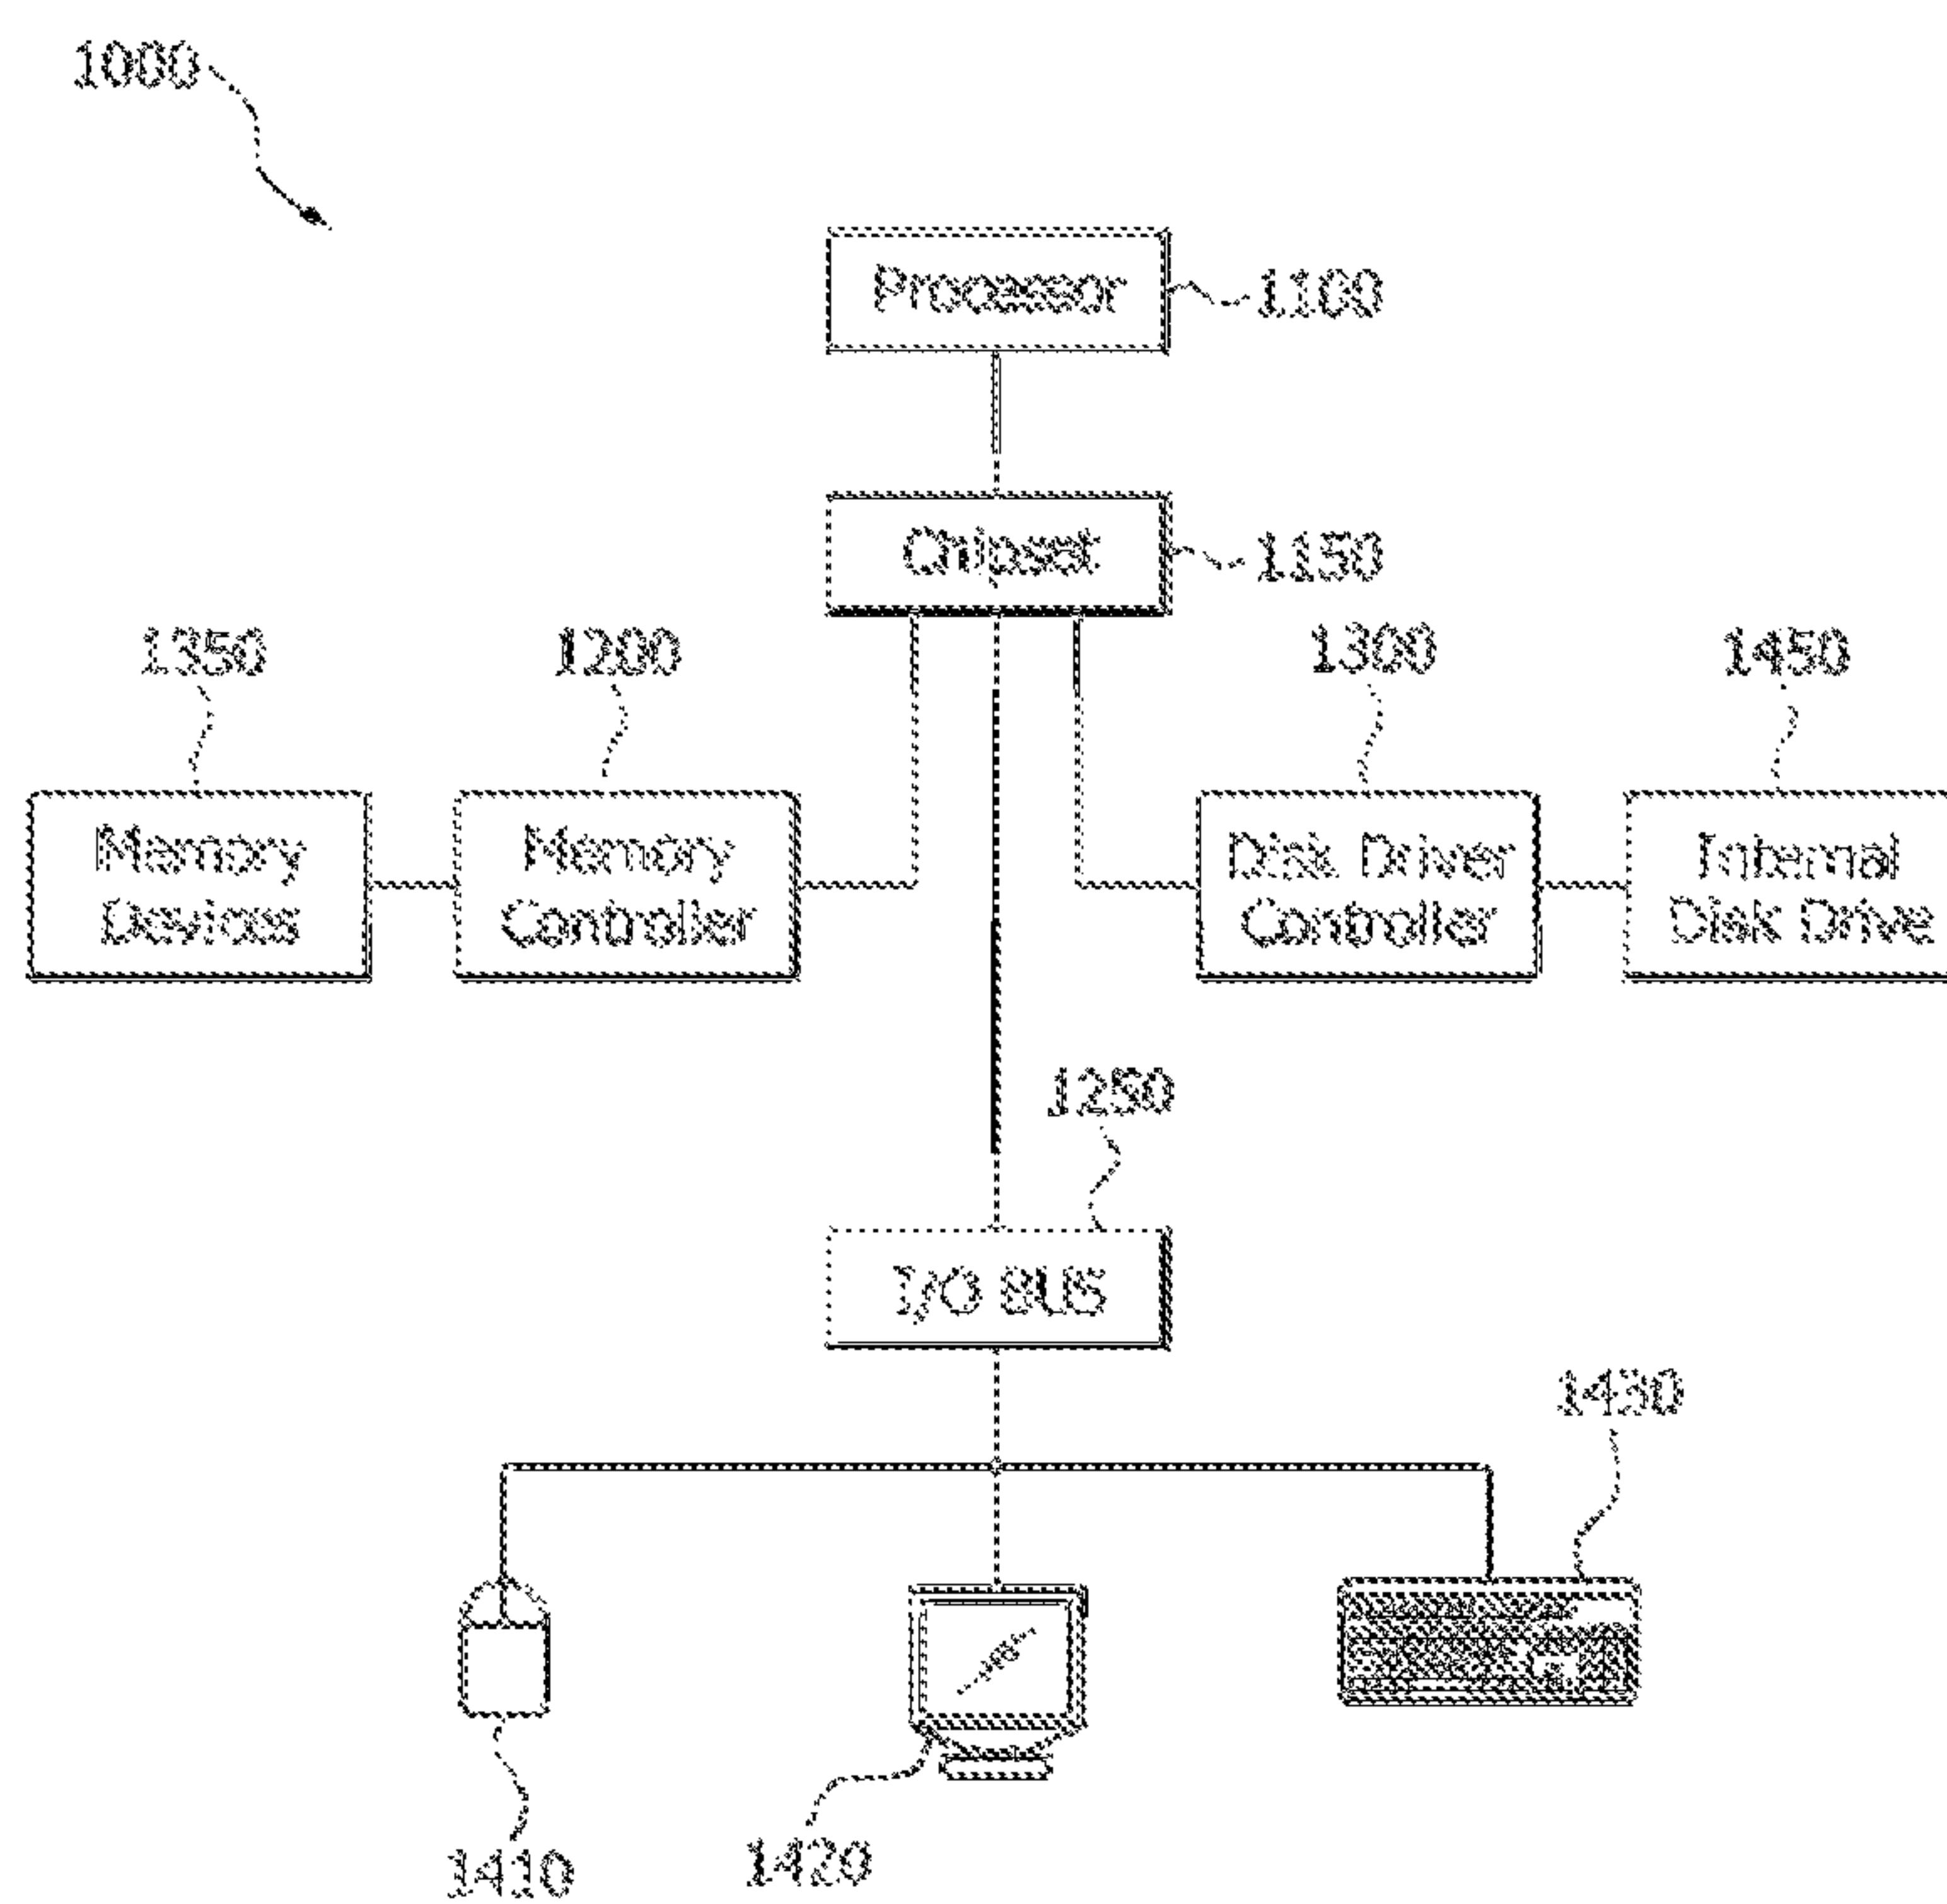 1000
Processor
1100
Chipset
1150
1350
1200
1300
1450
Memory
Devices
Memory
Controller
Disk Driver
Controller
Internal
Disk Drive
1250
I/O BUS
1430
1410
1420